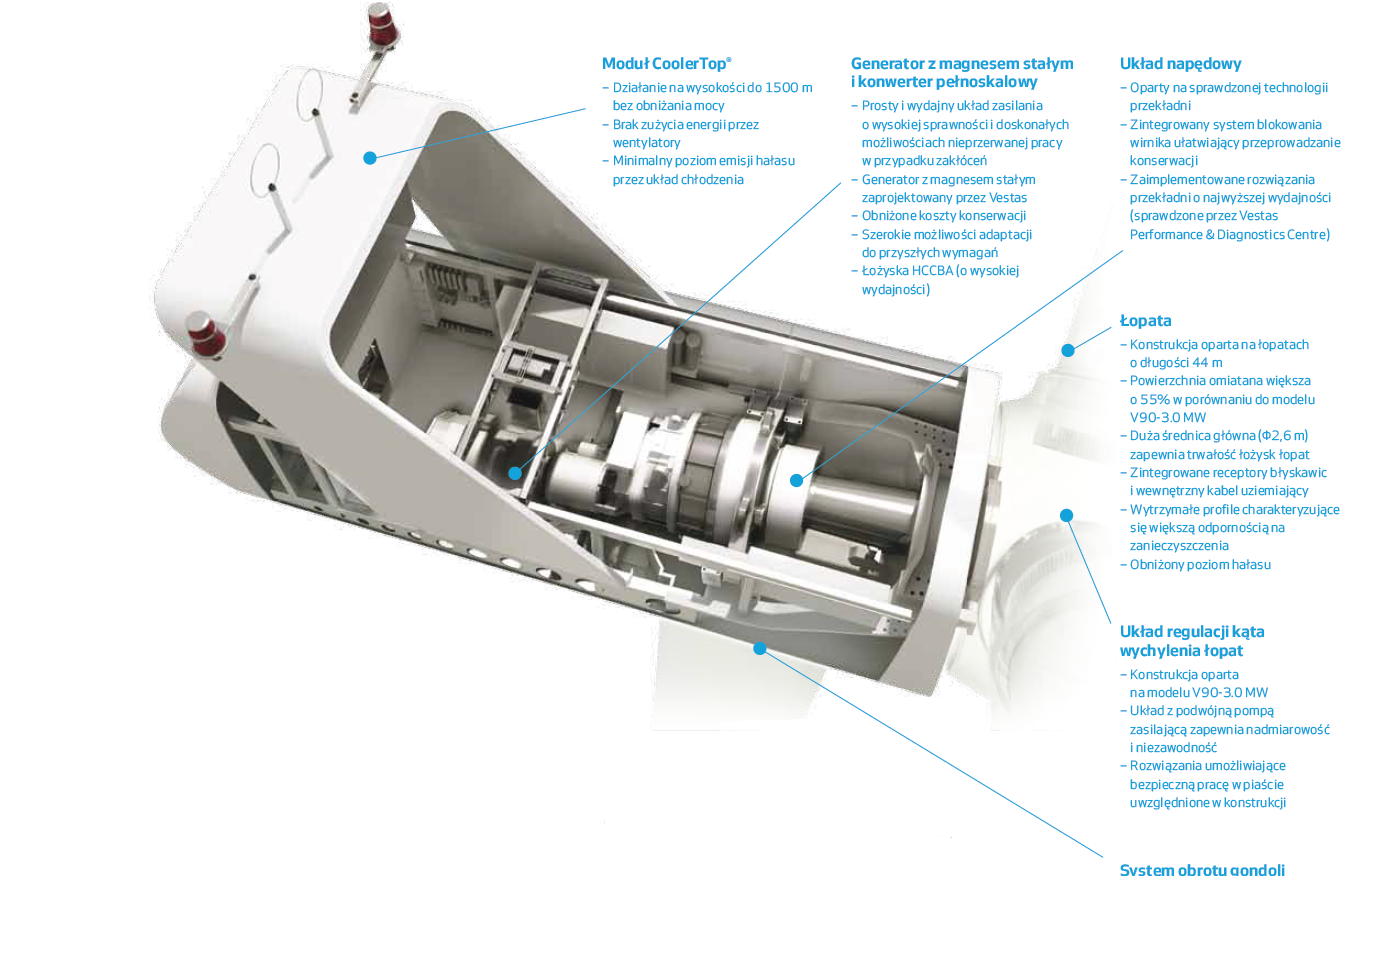 Moduł CoolerTop®
– Działanie na wysokości do 1500 m
bez obniżania mocy
– Brak zużycia energii przez
wentylatory
– Minimalny poziom emisji hałasu
przez układ chłodzenia
Generator z magnesem stałym
i konwerter pełnoskalowy
– Prosty i wydajny układ zasilania
o wysokiej sprawności i doskonałych
możliwościach nieprzerwanej pracy
w przypadku zakłóceń
– Generator z magnesem stałym
zaprojektowany przez Vestas
– Obniżone koszty konserwacji
– Szerokie możliwości adaptacji
do przyszłych wymagań
– Łożyska HCCBA (o wysokiej
wydajności)
Układ napędowy
– Oparty na sprawdzonej technologii
przekładni
– Zintegrowany system blokowania
wirnika ułatwiający przeprowadzanie
konserwacji
– Zaimplementowane rozwiązania
przekładni o najwyższej wydajności
(sprawdzone przez Vestas
Performance & Diagnostics Centre)
Łopata
– Konstrukcja oparta na łopatach
o długości 44 m
– Powierzchnia omiatana większa
o 55% w porównaniu do modelu
V90-3.0 MW
– Duża średnica główna (Φ2,6 m)
zapewnia trwałość łożysk łopat
– Zintegrowane receptory błyskawic
i wewnętrzny kabel uziemiający
– Wytrzymałe profile charakteryzujące
się większą odpornością na
zanieczyszczenia
– Obniżony poziom hałasu
Układ regulacji kąta
wychylenia łopat
– Konstrukcja oparta
na modelu V90-3.0 MW
– Układ z podwójną pompą
zasilającą zapewnia nadmiarowość
i niezawodność
– Rozwiązania umożliwiające
bezpieczną pracę w piaście
uwzględnione w konstrukcji
System obrotu gondoli